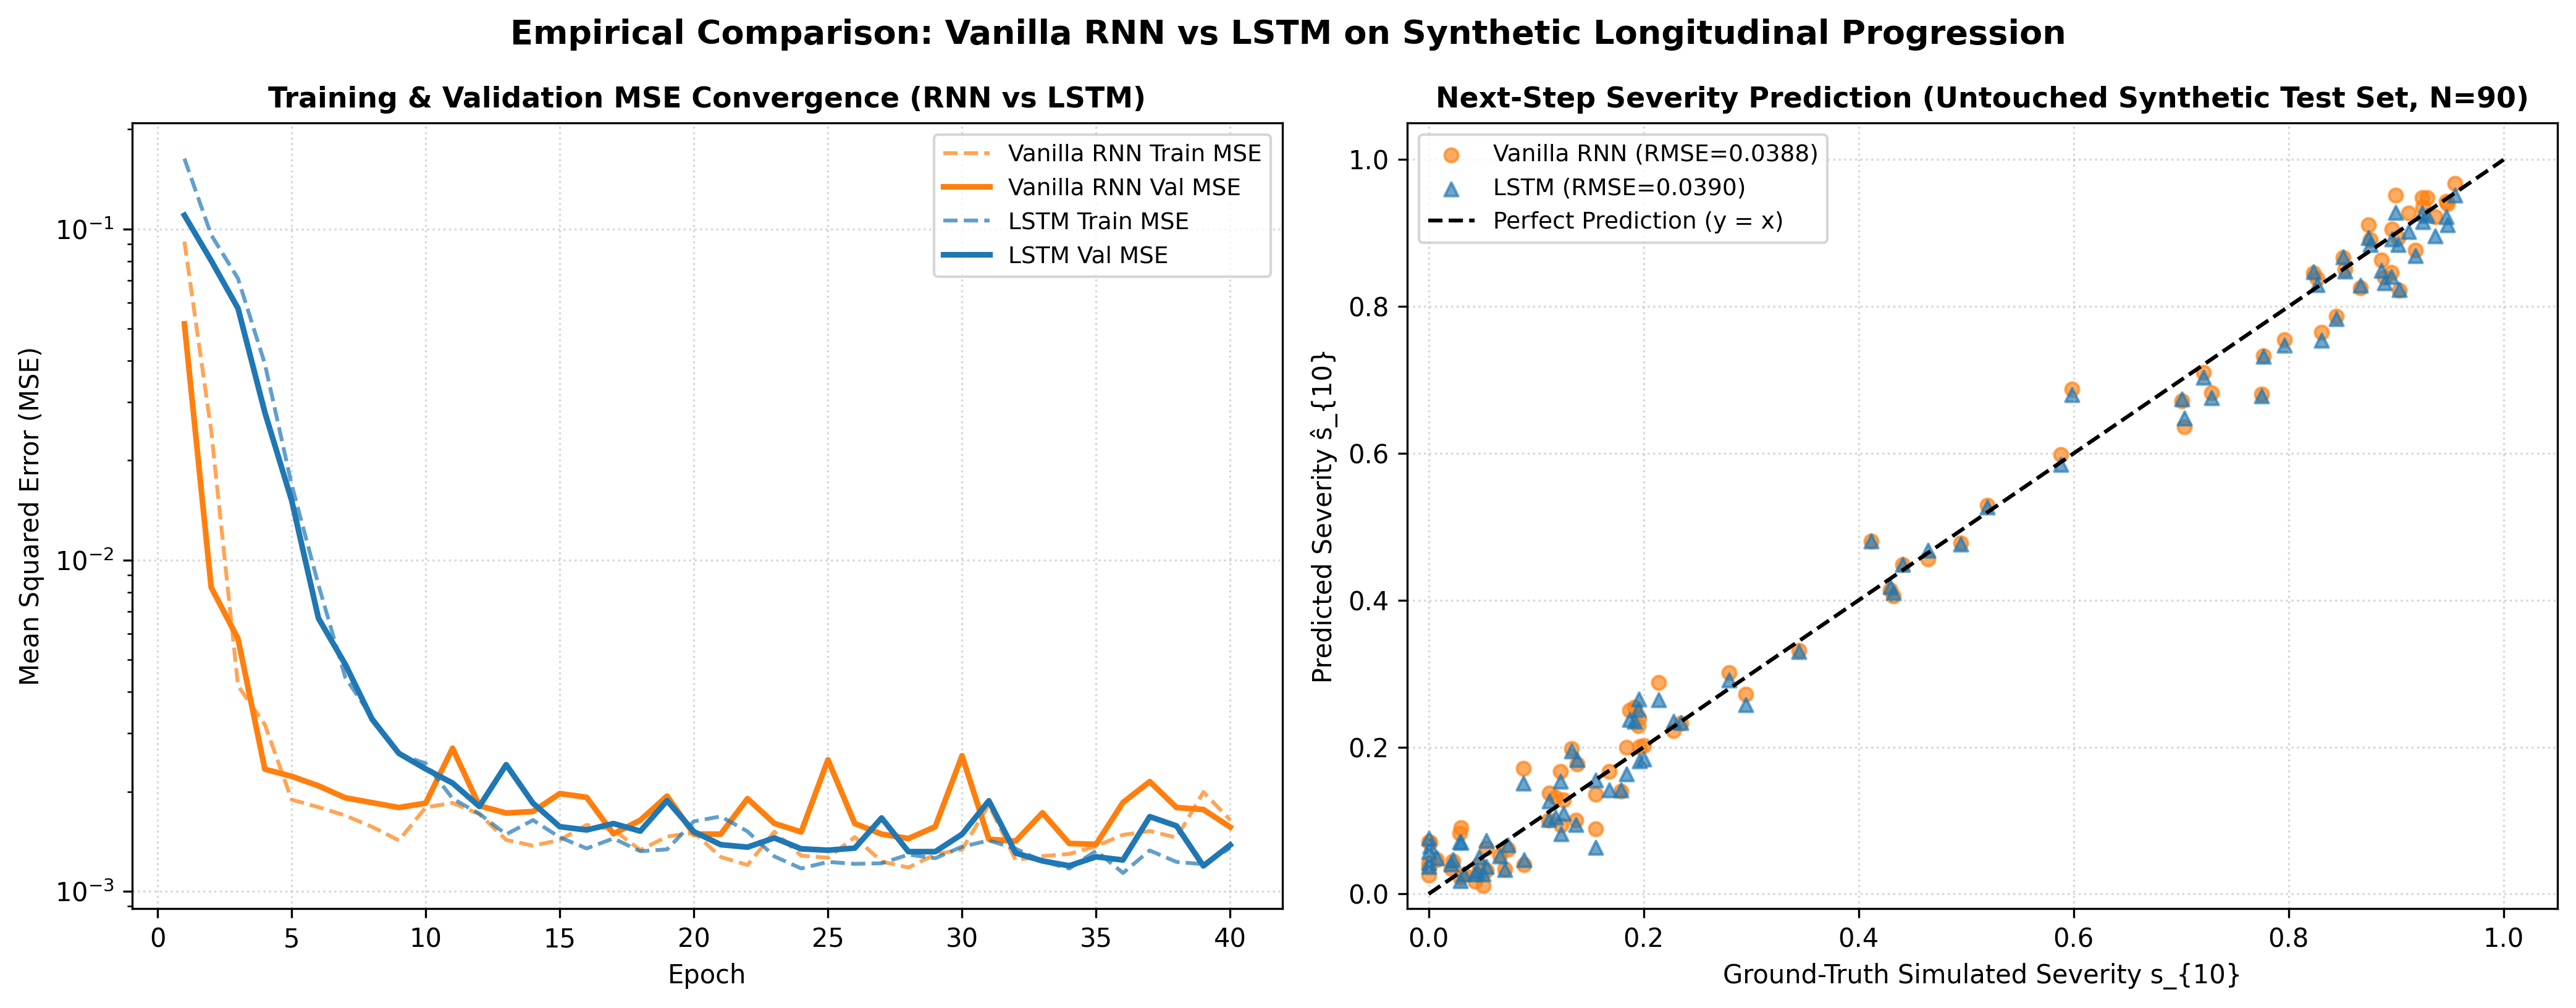 Empirical Comparison: Vanilla RNN vs LSTM on Synthetic Longitudinal Progression
Training & Validation MSE Convergence (RNN vs LSTM)
Mean Squared Error (MSE)
10⁻¹
10⁻²
10⁻³
Vanilla RNN Train MSE
Vanilla RNN Val MSE
LSTM Train MSE
LSTM Val MSE
0 5 10 15 20 25 30 35 40
Epoch
Next-Step Severity Prediction (Untouched Synthetic Test Set, N=90)
Predicted Severity ŝ_{10}
1.0
0.8
0.6
0.4
0.2
0.0
Vanilla RNN (RMSE=0.0388)
LSTM (RMSE=0.0390)
Perfect Prediction (y = x)
0.0 0.2 0.4 0.6 0.8 1.0
Ground-Truth Simulated Severity s_{10}